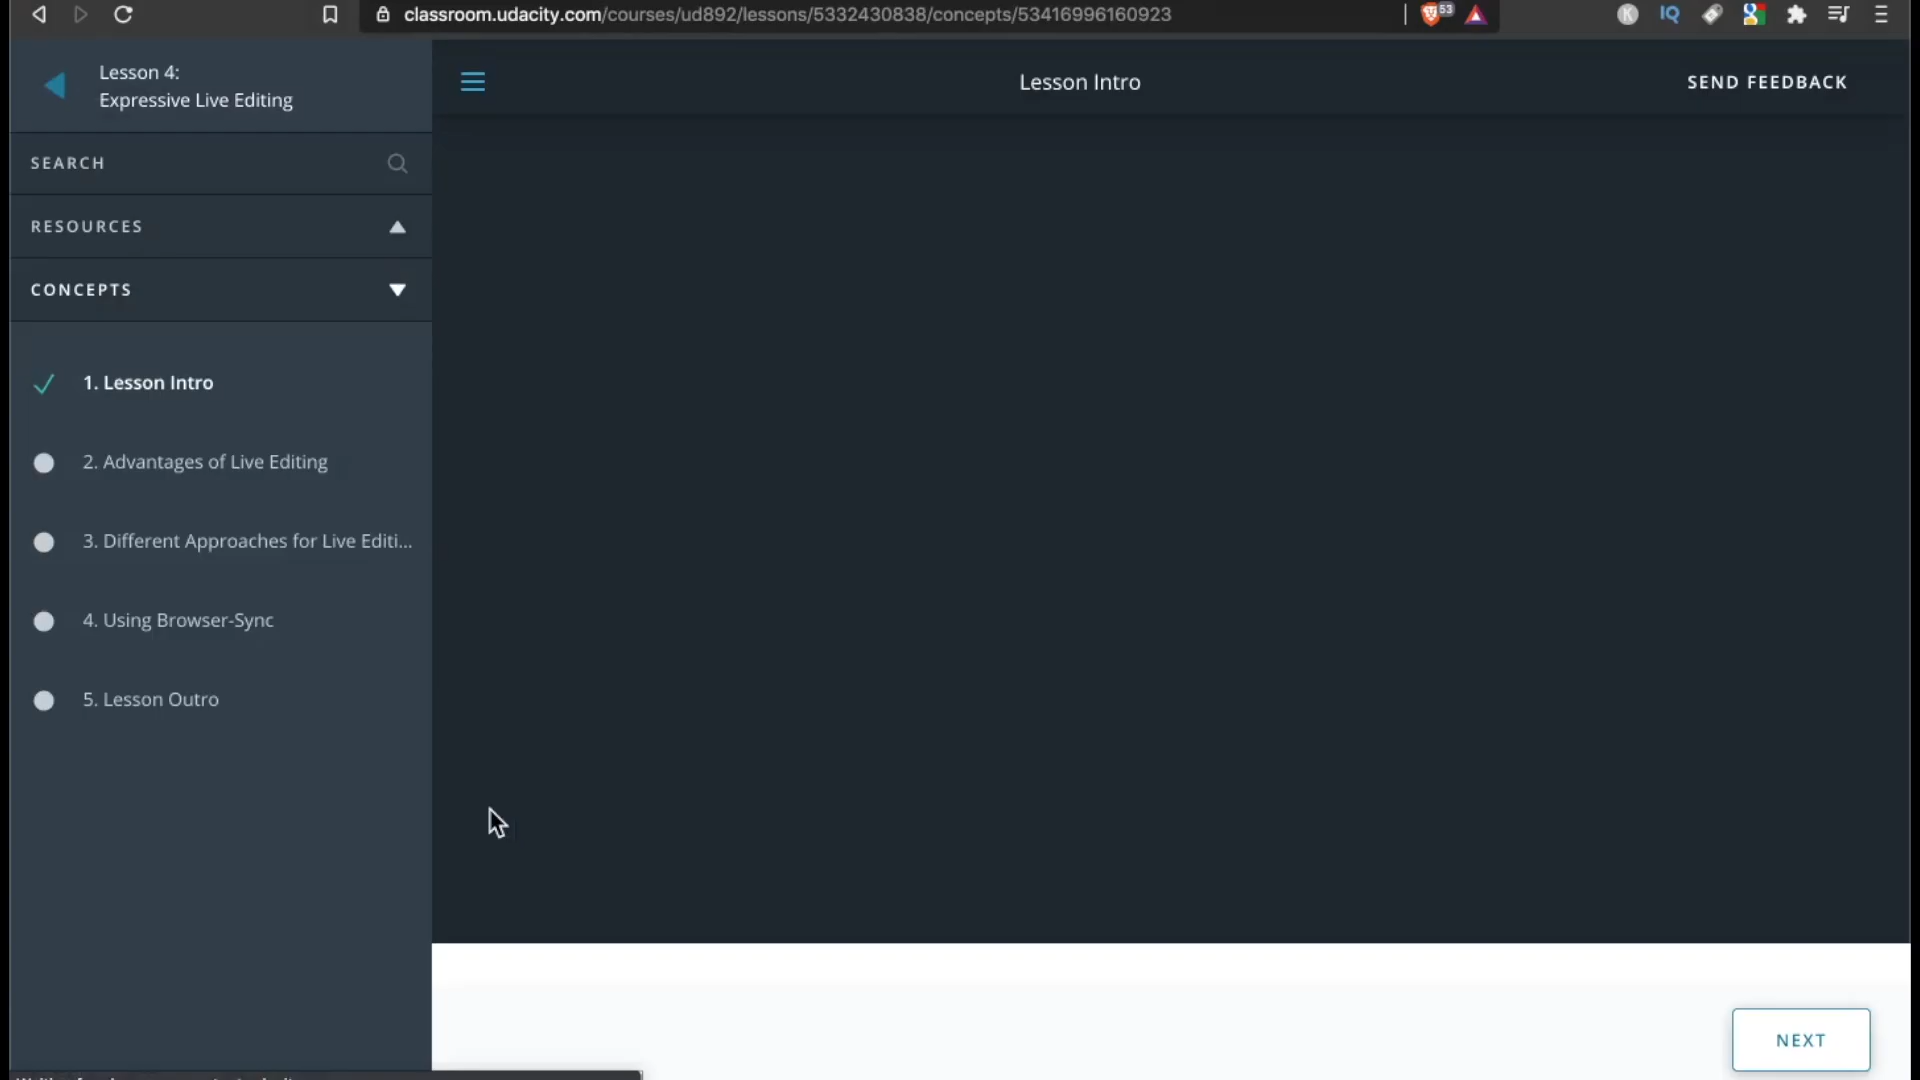 classroom.udacity.com/courses/ud892/lessons/5332430838/concepts/53416996160923
53
K
IQ
Lesson 4:
Expressive Live Editing
Lesson Intro
SEND FEEDBACK
SEARCH
RESOURCES
CONCEPTS
1. Lesson Intro
2. Advantages of Live Editing
3. Different Approaches for Live Editi...
4. Using Browser-Sync
5. Lesson Outro
NEXT